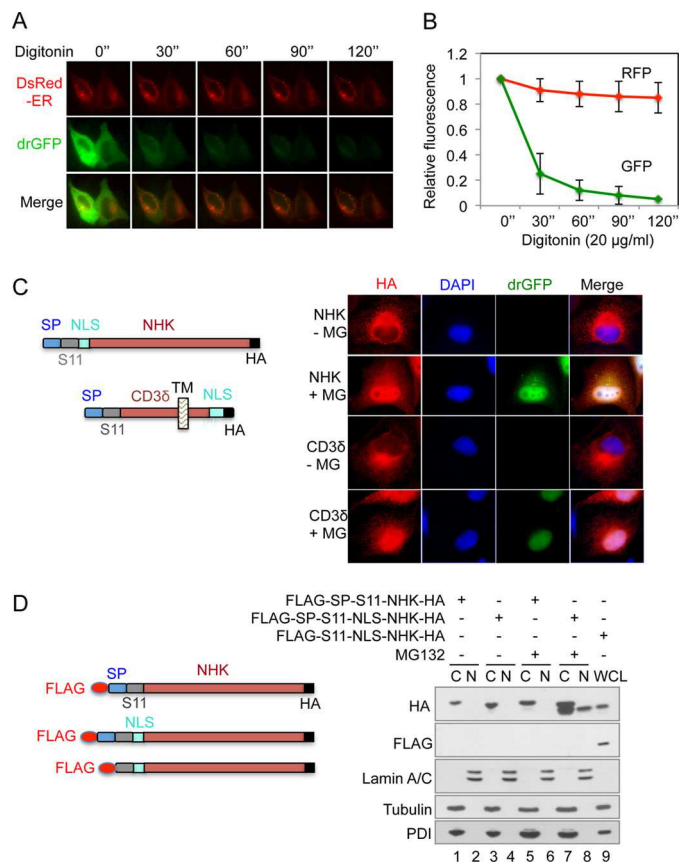 A
Digitonin 0’’ 30’’ 60’’ 90’’ 120’’
DsRed
-ER
drGFP
Merge
B
Relative fluorescence
1.2
1
0.8
0.6
0.4
0.2
0
RFP
GFP
0’’ 30’’ 60’’ 90’’ 120’’
Digitonin (20 µg/ml)
C
SP NLS NHK
S11 HA
TM
SP CD3δ NLS
S11 HA
HA DAPI drGFP Merge
NHK
- MG
NHK
+ MG
CD3δ
- MG
CD3δ
+ MG
D
SP NHK
FLAG
S11 HA
NLS
FLAG
FLAG
FLAG-SP-S11-NHK-HA + - + - -
FLAG-SP-S11-NLS-NHK-HA - + - + -
FLAG-S11-NLS-NHK-HA - - - - +
MG132 - - + + -
C N C N C N C N WCL
HA
FLAG
Lamin A/C
Tubulin
PDI
1 2 3 4 5 6 7 8 9